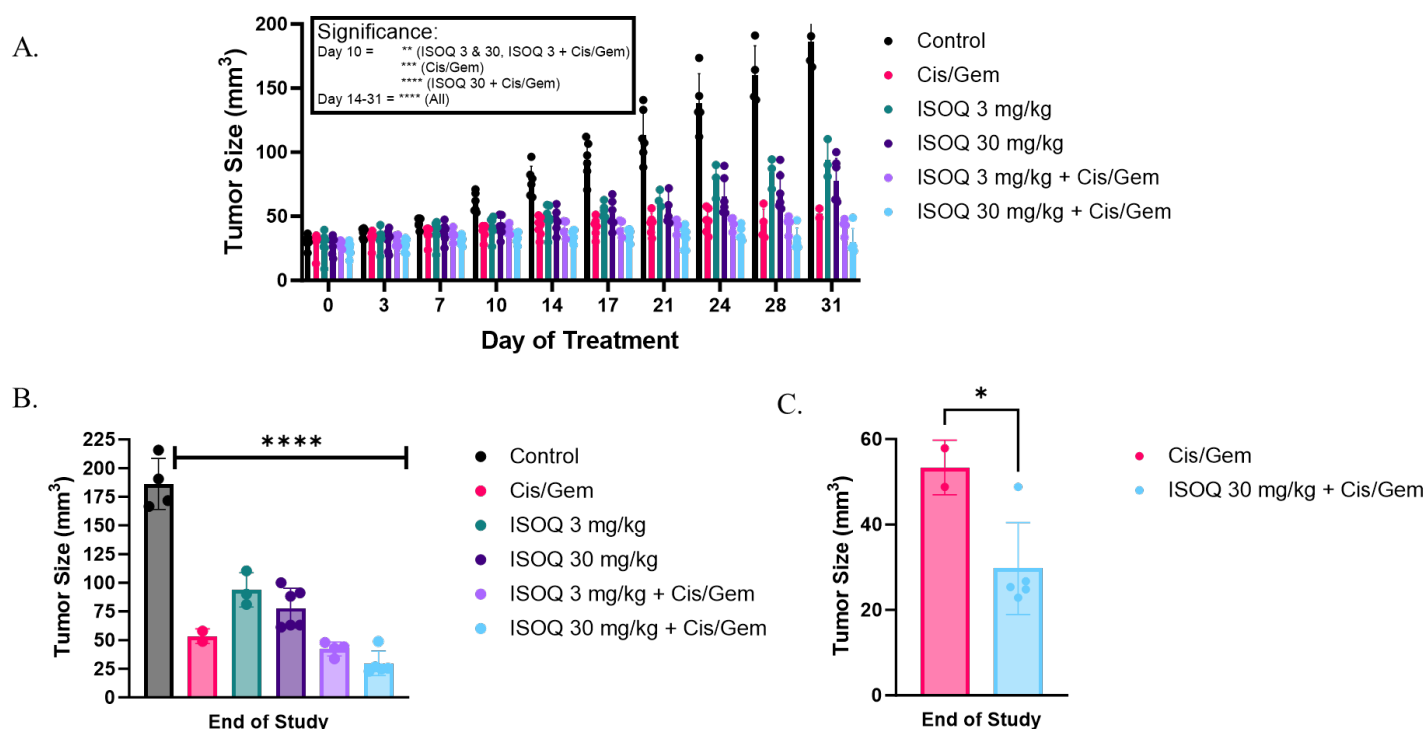 A.
Tumor Size (mm3)
200
150
100
50
0
Significance:
Day 10 = ** (ISOQ 3 & 30, ISOQ 3 + Cis/Gem)
*** (Cis/Gem)
**** (ISOQ 30 + Cis/Gem)
Day 14-31 = **** (All)
0 3 7 10 14 17 21 24 28 31
Day of Treatment
Control
Cis/Gem
ISOQ 3 mg/kg
ISOQ 30 mg/kg
ISOQ 3 mg/kg + Cis/Gem
ISOQ 30 mg/kg + Cis/Gem
B.
Tumor Size (mm3)
225
200
175
150
125
100
75
50
25
0
****
End of Study
Control
Cis/Gem
ISOQ 3 mg/kg
ISOQ 30 mg/kg
ISOQ 3 mg/kg + Cis/Gem
ISOQ 30 mg/kg + Cis/Gem
C.
Tumor Size (mm3)
60
40
20
0
*
End of Study
Cis/Gem
ISOQ 30 mg/kg + Cis/Gem